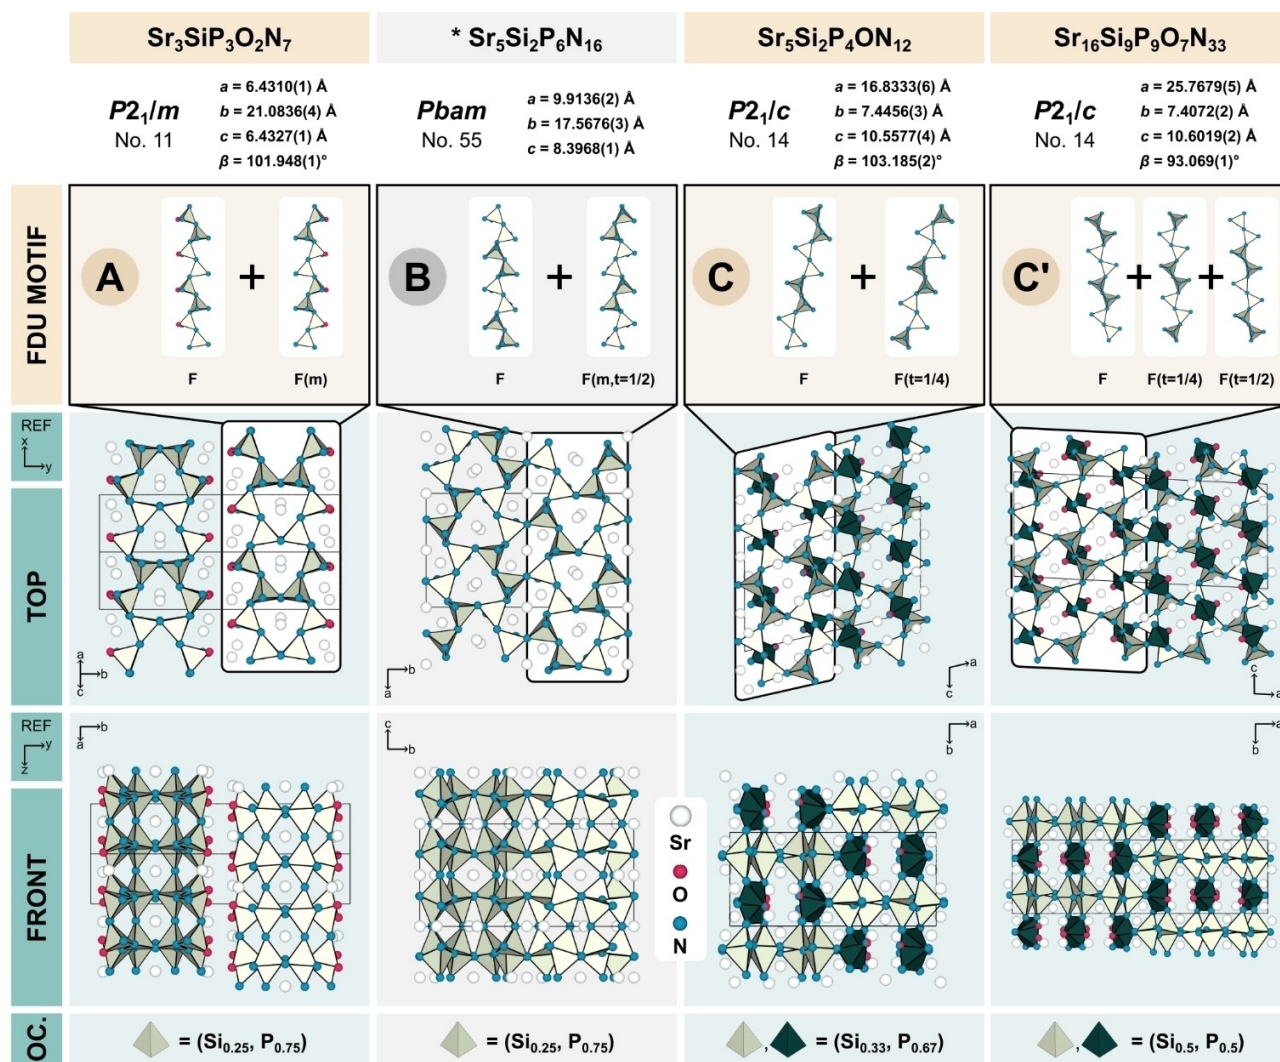 Sr₃SiP₃O₂N₇
* Sr₅Si₂P₆N₁₆
Sr₅Si₂P₄ON₁₂
Sr₁₆Si₉P₉O₇N₃₃
P2₁/m
No. 11
a = 6.4310(1) Å
b = 21.0836(4) Å
c = 6.4327(1) Å
β = 101.948(1)°
Pbam
No. 55
a = 9.9136(2) Å
b = 17.5676(3) Å
c = 8.3968(1) Å
P2₁/c
No. 14
a = 16.8333(6) Å
b = 7.4456(3) Å
c = 10.5577(4) Å
β = 103.185(2)°
P2₁/c
No. 14
a = 25.7679(5) Å
b = 7.4072(2) Å
c = 10.6019(2) Å
β = 93.069(1)°
FDU MOTIF
A
+
F
F(m)
B
+
F
F(m,t=1/2)
C
+
F
F(t=1/4)
C'
+
+
F
F(t=1/4)
F(t=1/2)
REF
x
y
TOP
a
b
c
b
a
a
c
c
a
REF
y
z
FRONT
b
a
c
b
a
b
a
b
Sr
O
N
OC.
= (Si₀.₂₅, P₀.₇₅)
= (Si₀.₂₅, P₀.₇₅)
, = (Si₀.₃₃, P₀.₆₇)
, = (Si₀.₅, P₀.₅)